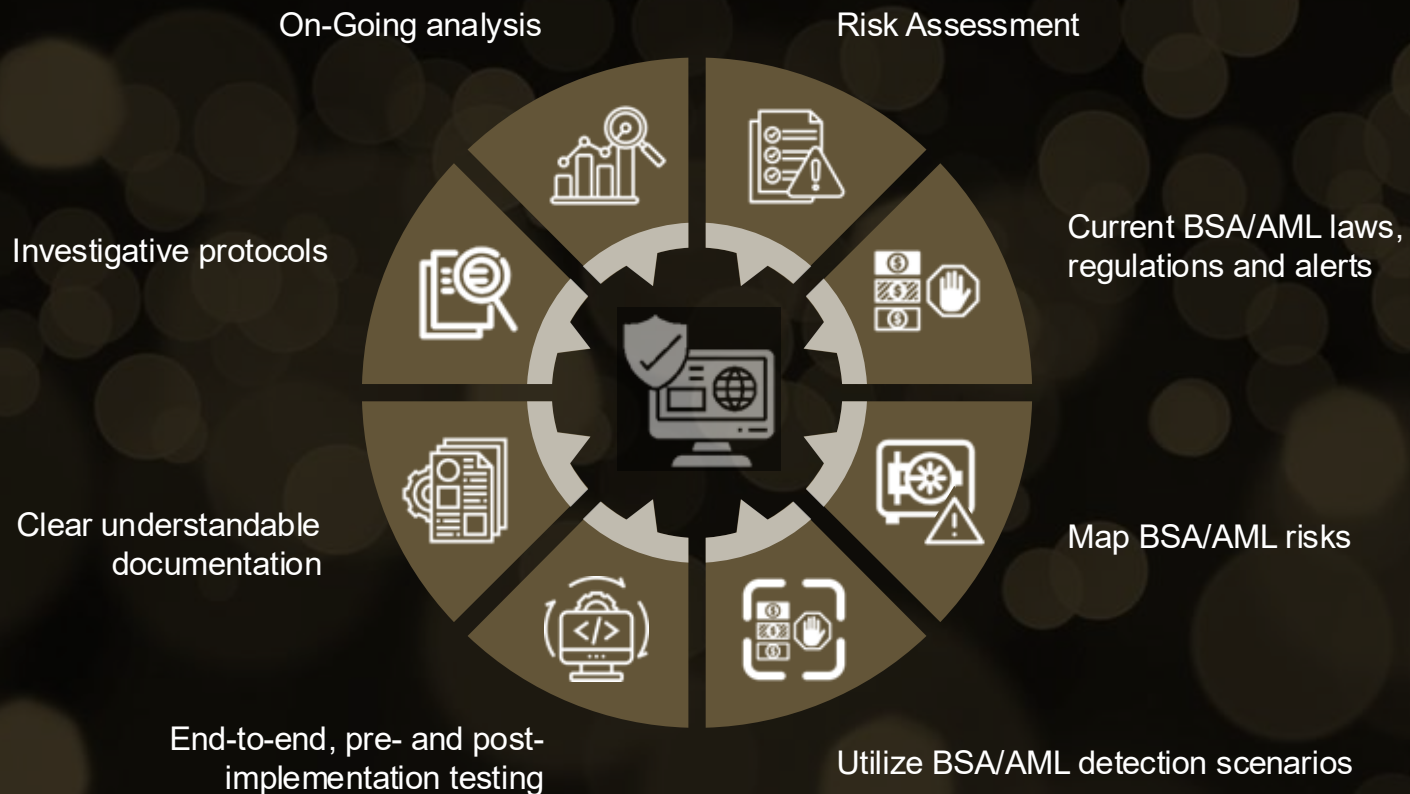 On-Going analysis
Risk Assessment
Current BSA/AML laws,
regulations and alerts
Investigative protocols
Map BSA/AML risks
Clear understandable
documentation
End-to-end, pre- and post-
implementation testing
Utilize BSA/AML detection scenarios